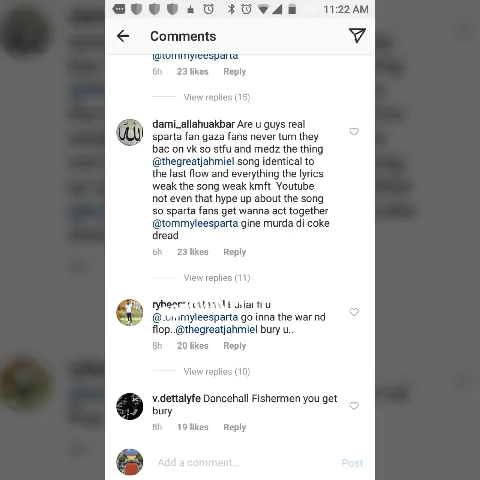 11:22 AM
Comments
@tommyleesparta
6h 23 likes Reply
View replies (15)
dami_allahuakbar Are u guys real
sparta fan gaza fans never turn they
bac on vk so stfu and medz the thing
@thegreatjahmiel song identical to
the last flow and everything the lyrics
weak the song weak kmft Youtube
not even that hype up about the song
so sparta fans get wanna act together
@tommyleesparta gine murda di coke
dread
6h 23 likes Reply
View replies (11)
fi u
@tommyleesparta go inna the war nd
flop..@thegreatjahmiel bury u..
8h 20 likes Reply
View replies (10)
v.dettalyfe Dancehall Fishermen you get
bury
8h 19 likes Reply
Add a comment... Post